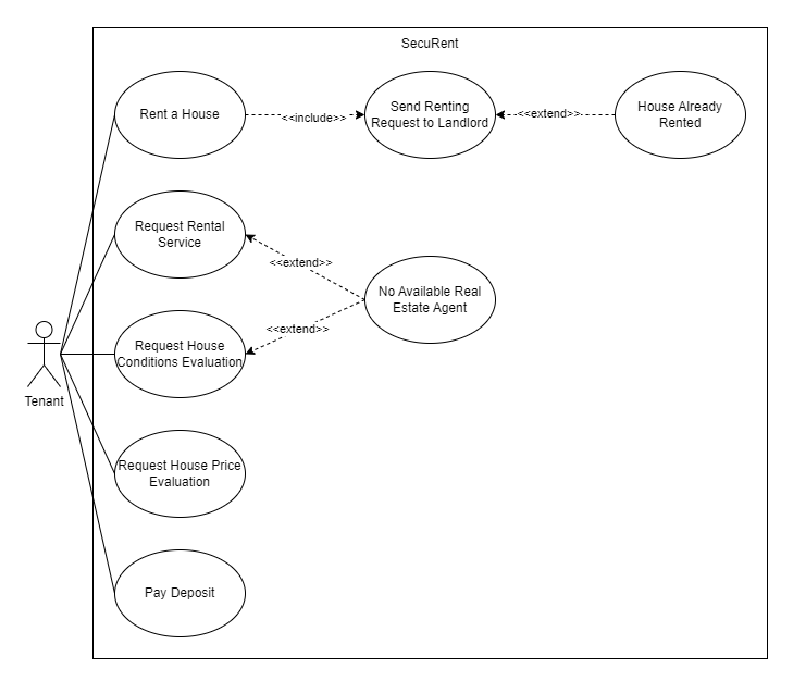 SecuRent
Rent a House
<<include>>
Send Renting
Request to Landlord
<<extend>>
House Already
Rented
Request Rental
Service
<<extend>>
No Available Real
Estate Agent
<<extend>>
Request House
Conditions Evaluation
Tenant
Request House Price
Evaluation
Pay Deposit